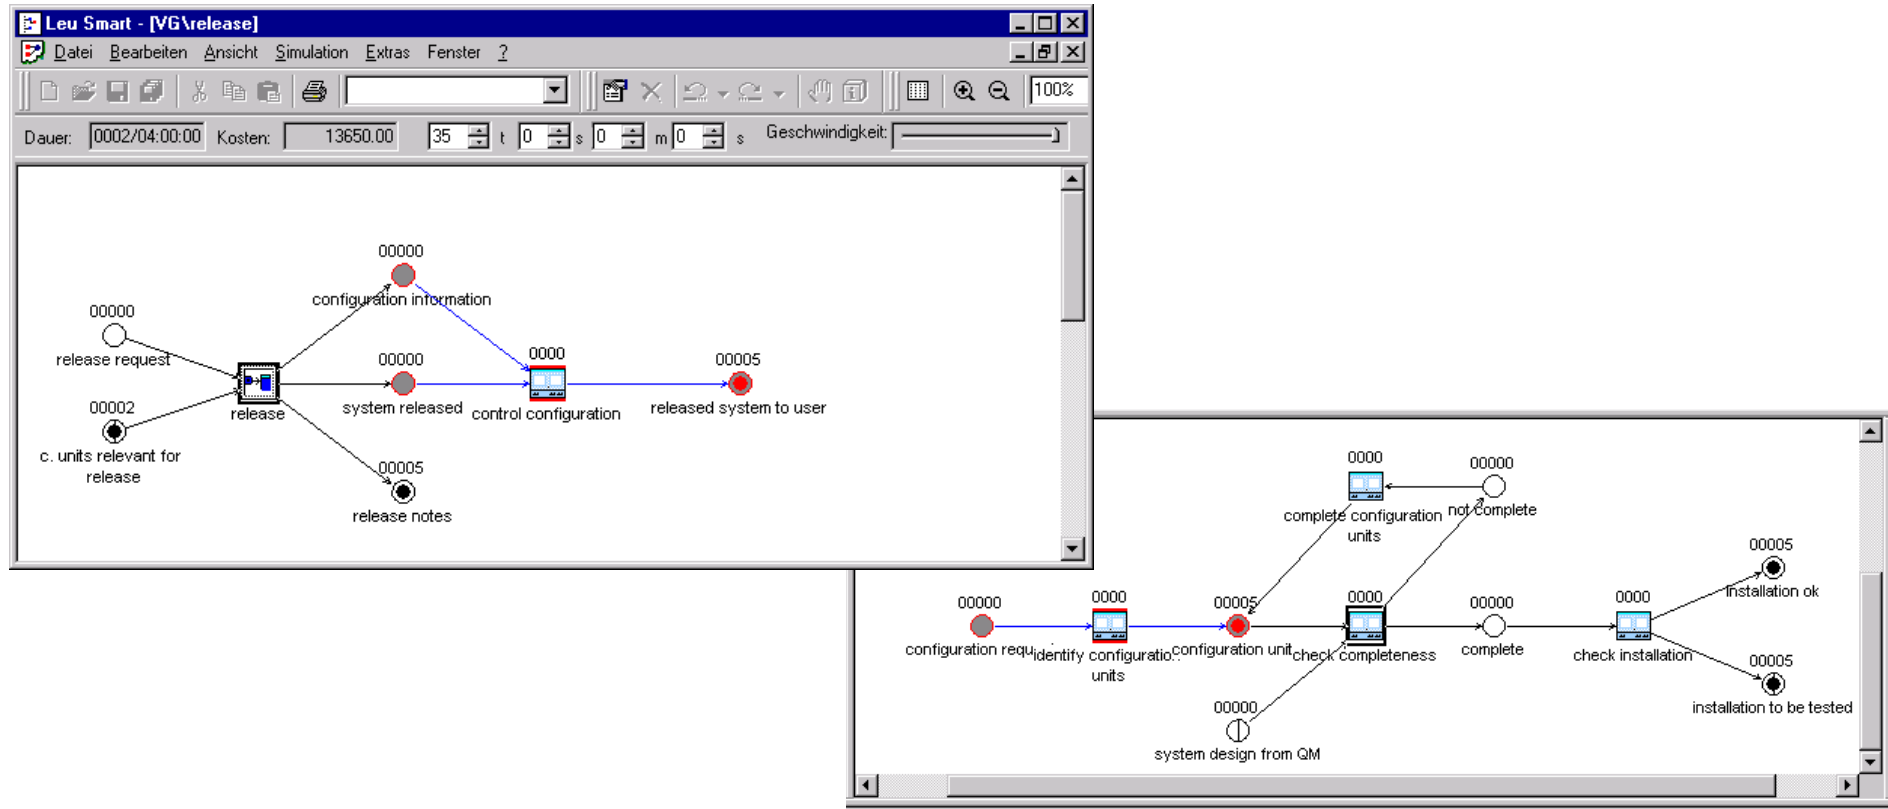 Leu Smart - [VG\release]
Datei Bearbeiten Ansicht Simulation Extras Fenster ?
100%
Dauer: 0002/04:00:00 Kosten: 13650.00 35 t 0 s 0 m 0 s Geschwindigkeit:
00000
configuration information
00000
release request
00000
system released
0000
control configuration
00005
released system to user
release
00002
c. units relevant for
release
00005
release notes
0000
complete configuration
units
00000
not complete
00005
installation ok
00000
configuration requ
0000
identify configuratio...
units
00005
configuration unit
0000
check completeness
00000
complete
0000
check installation
00005
installation to be tested
00000
system design from QM